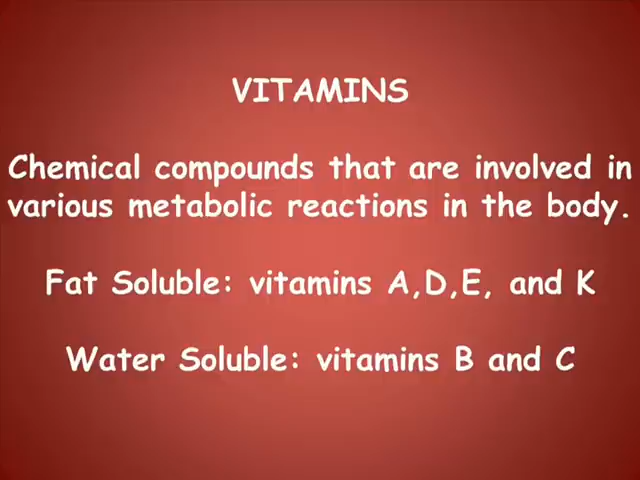 VITAMINS
Chemical compounds that are involved in
various metabolic reactions in the body.
Fat Soluble: vitamins A,D,E, and K
Water Soluble: vitamins B and C